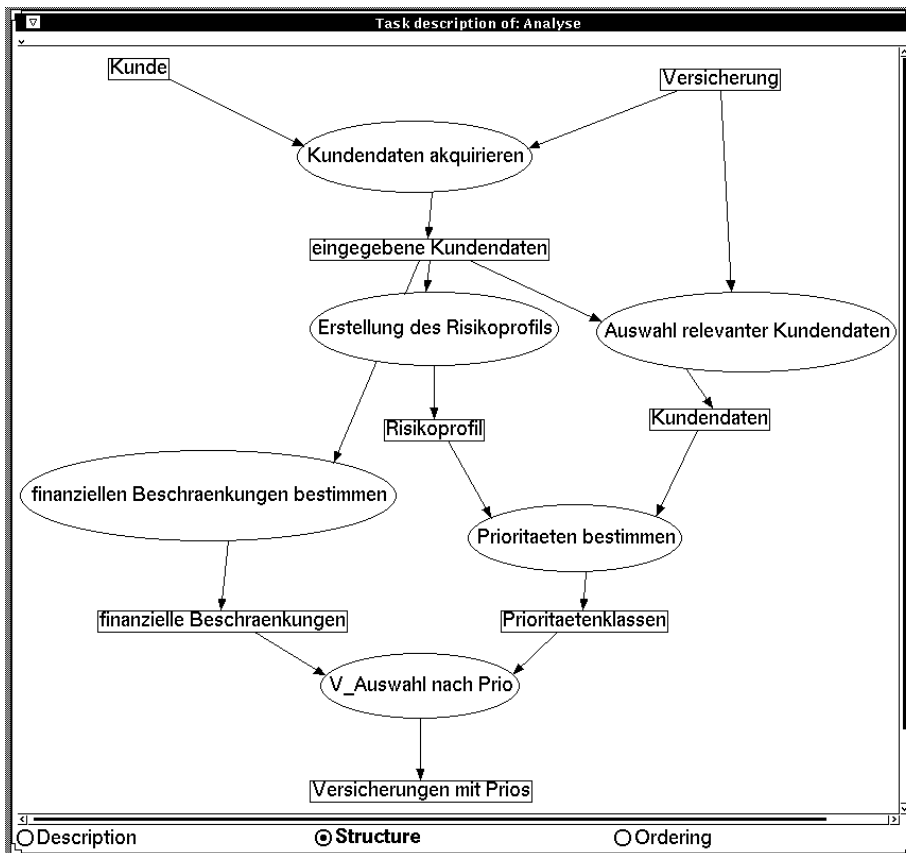 Task description of: Analyse
Kunde
Versicherung
Kundendaten akquirieren
eingegebene Kundendaten
Erstellung des Risikoprofils
Auswahl relevanter Kundendaten
Risikoprofil
Kundendaten
finanziellen Beschraenkungen bestimmen
Prioritaeten bestimmen
finanzielle Beschraenkungen
Prioritaetenklassen
V_Auswahl nach Prio
Versicherungen mit Prios
Description
Structure
Ordering